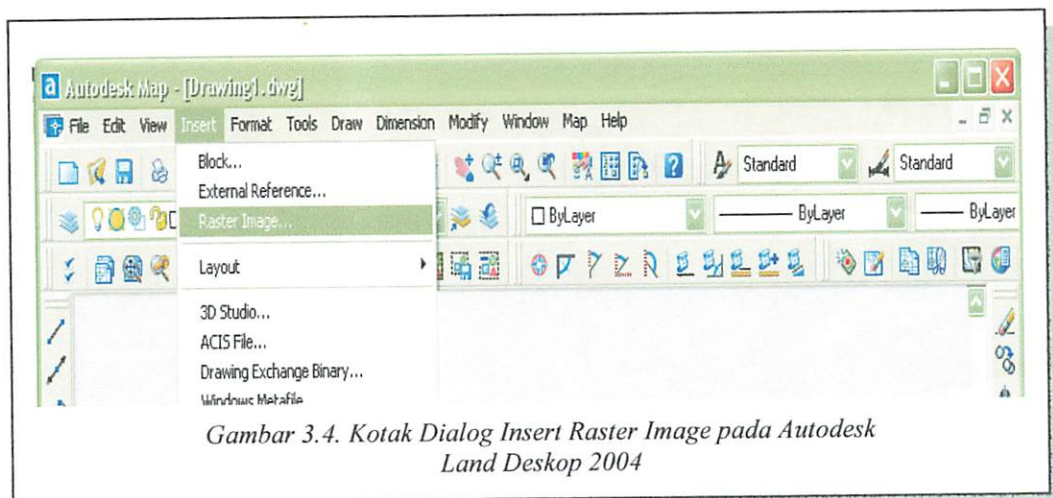 a Autodesk Map - [Drawing1.dwg]
File Edit View Insert Format Tools Draw Dimension Modify Window Map Help
Block...
External Reference...
Raster Image...
Layout
3D Studio...
ACIS File...
Drawing Exchange Binary...
Windows Metafile
Standard Standard
ByLayer ByLayer ByLayer
Gambar 3.4. Kotak Dialog Insert Raster Image pada Autodesk
Land Deskop 2004